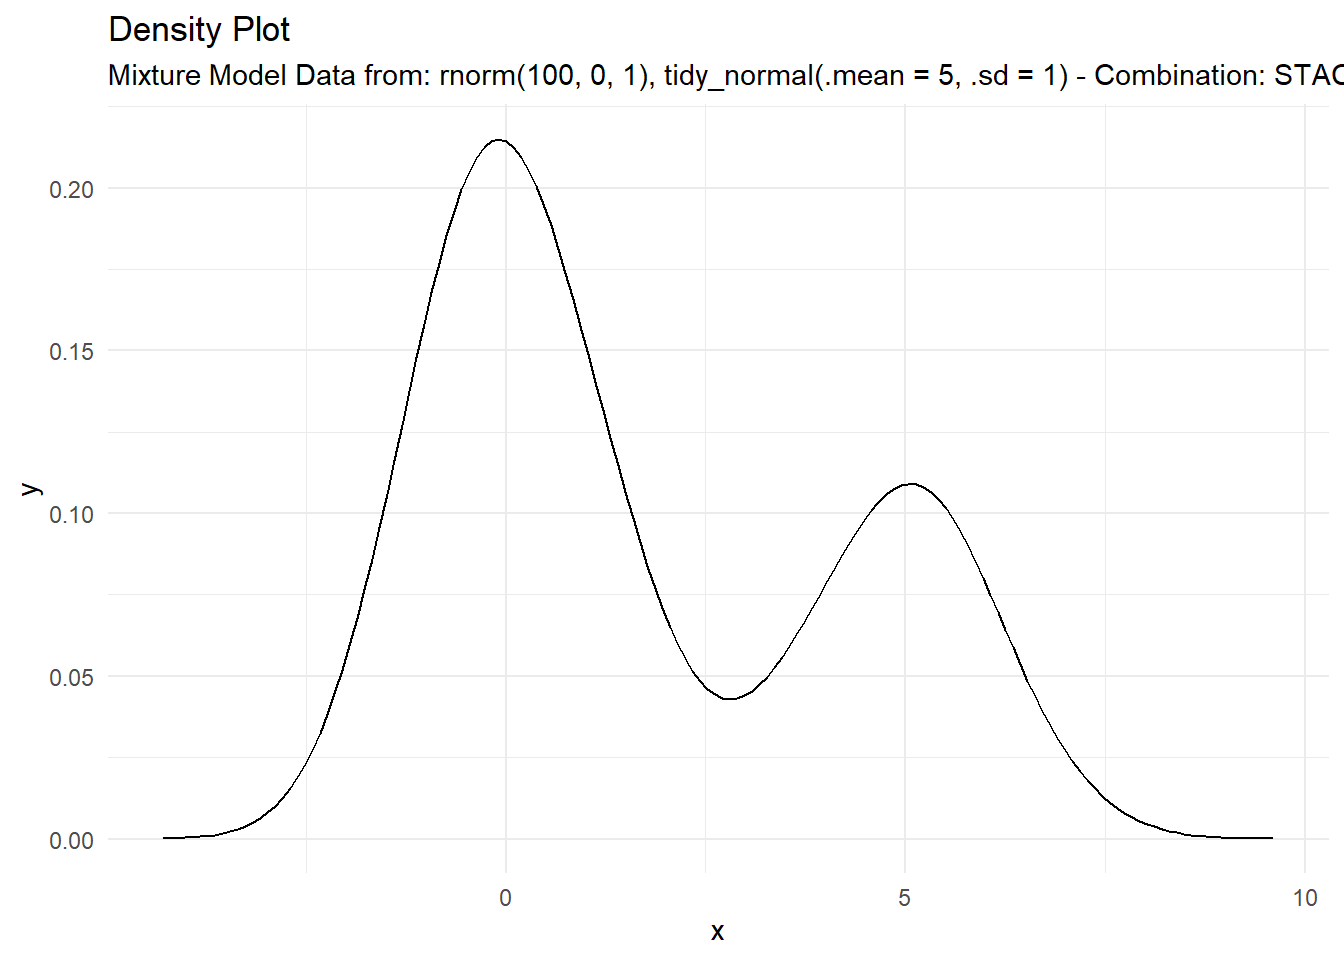 Density Plot
Mixture Model Data from: rnorm(100, 0, 1), tidy_normal(.mean = 5, .sd = 1) - Combination: STAC
0.20
0.15
y
0.10
0.05
0.00
0 5 10
x